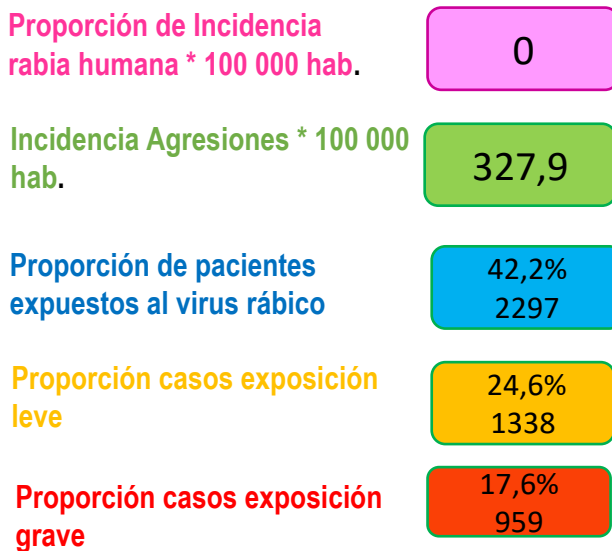 Proporción de Incidencia
rabia humana * 100 000 hab.
0
Incidencia Agresiones * 100 000
hab.
327,9
Proporción de pacientes
expuestos al virus rábico
42,2%
2297
Proporción casos exposición
leve
24,6%
1338
Proporción casos exposición
grave
17,6%
959